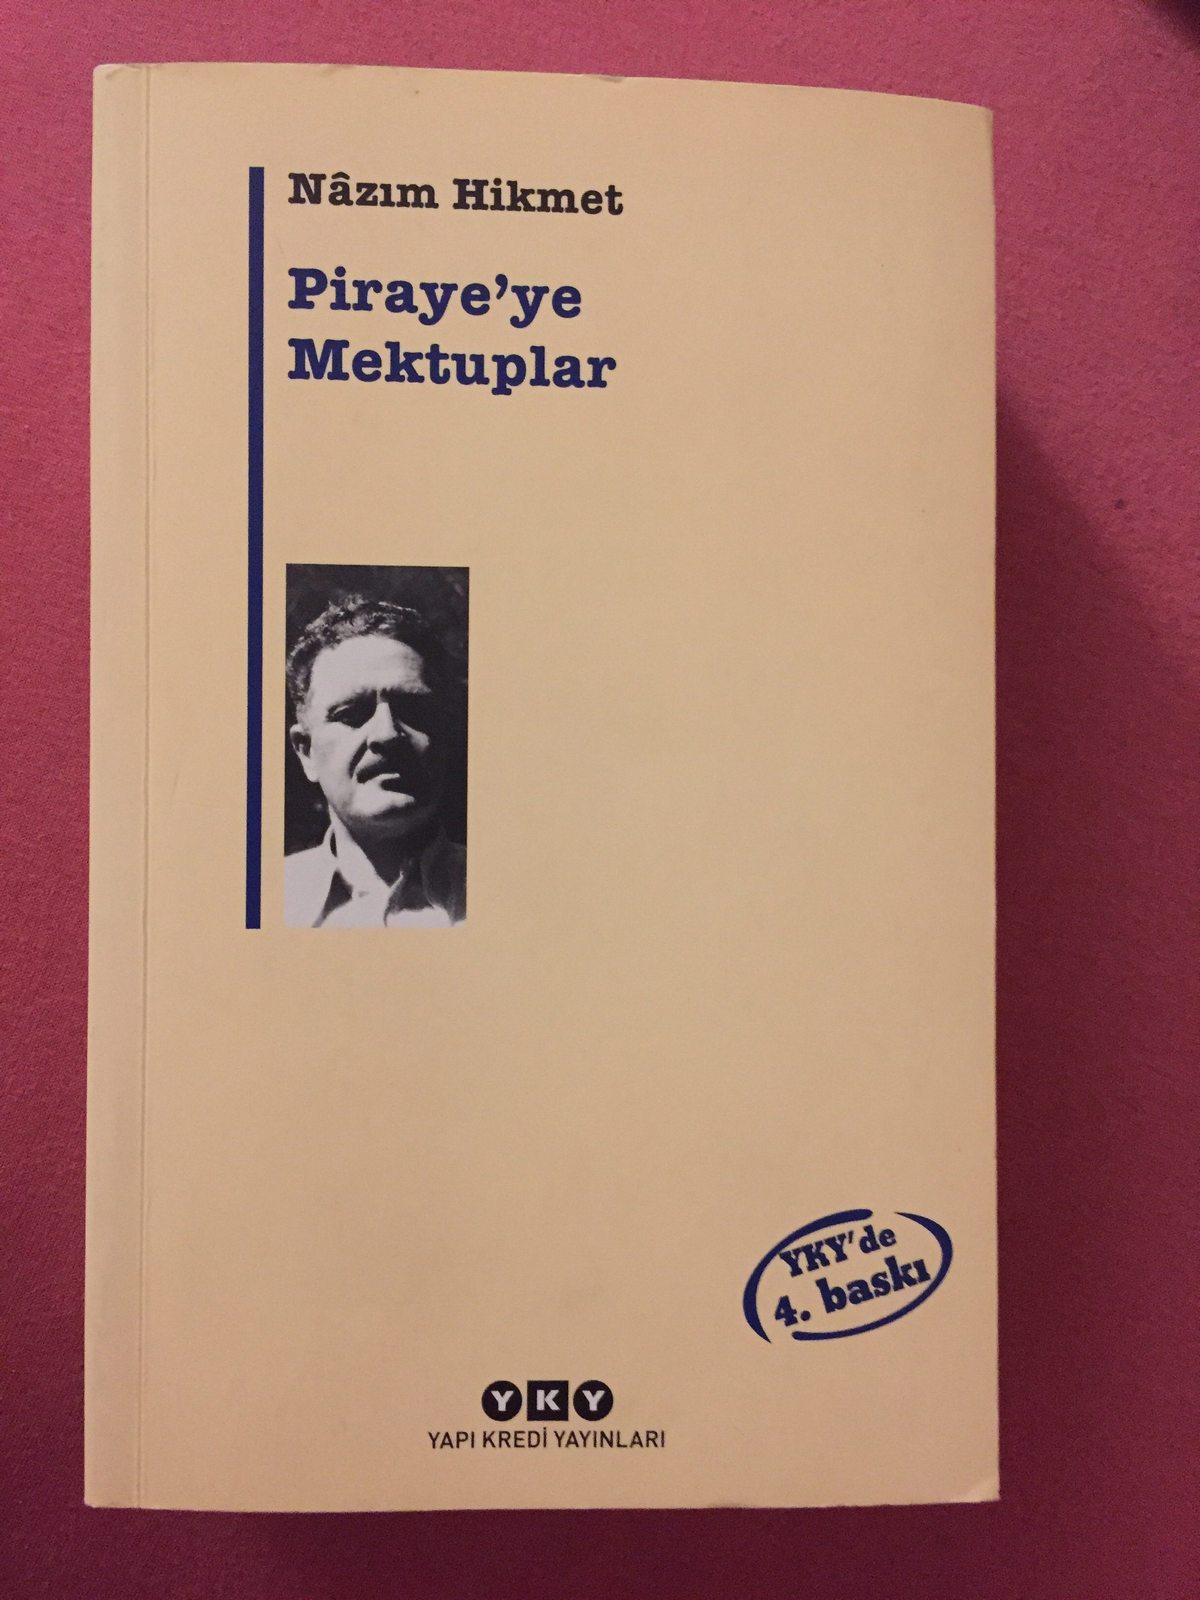 Nâzım Hikmet
Piraye'ye
Mektuplar
YKY'de
4. baskı
YKY
YAPI KREDİ YAYINLARI